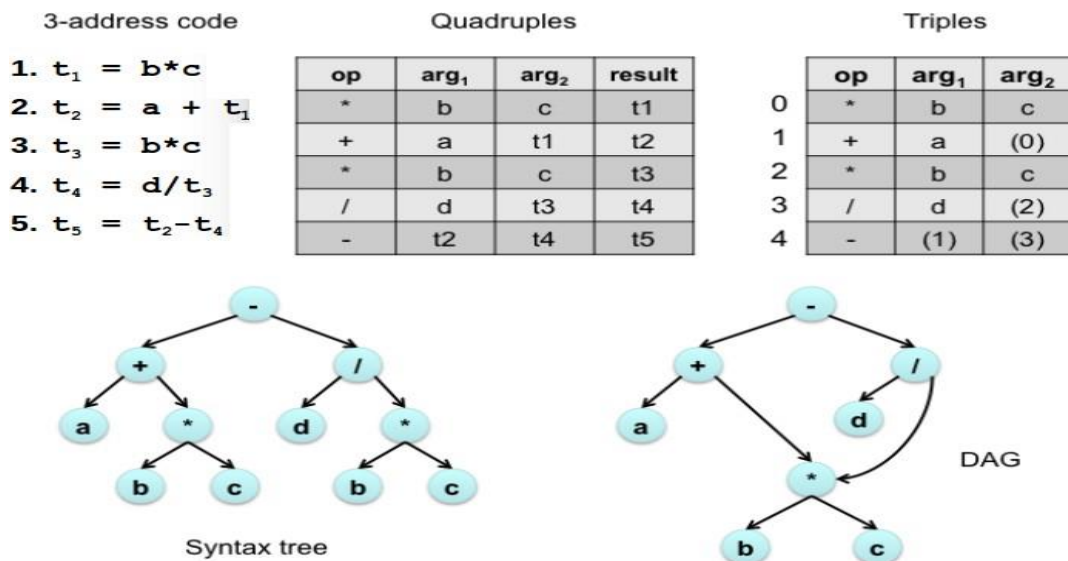 3-address code
1. t₁ = b*c
2. t₂ = a + t₁
3. t₃ = b*c
4. t₄ = d/t₃
5. t₅ = t₂-t₄
Quadruples
op arg₁ arg₂ result
* b c t1
+ a t1 t2
* b c t3
/ d t3 t4
- t2 t4 t5
Triples
op arg₁ arg₂
0 * b c
1 + a (0)
2 * b c
3 / d (2)
4 - (1) (3)
-
+ /
a * d *
b c b c
Syntax tree
-
+ /
a d
*
b c
DAG